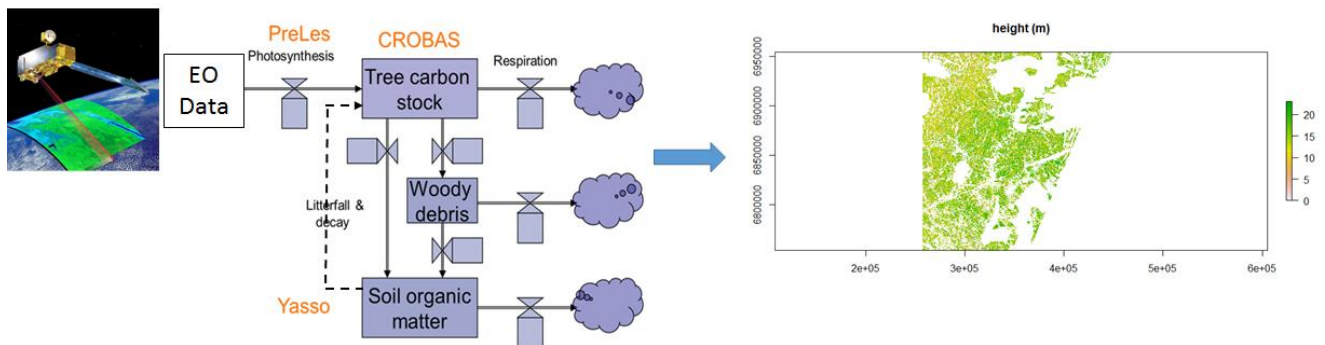 PreLes
Photosynthesis
CROBAS
EO
Data
Tree carbon
stock
Respiration
Litterfall &
decay
Woody
debris
Yasso
Soil organic
matter
height (m)
6950000
6900000
6850000
6800000
20
15
10
5
0
2e+05
3e+05
4e+05
5e+05
6e+05